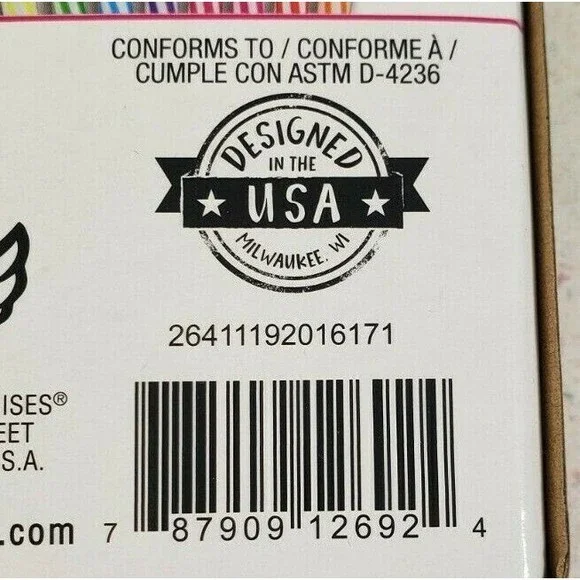 CONFORMS TO / CONFORME À /
CUMPLE CON ASTM D-4236
DESIGNED
IN THE
USA
MILWAUKEE, WI
26411192016171
ISES®
EET
S.A.
.com
7 87909 12692 4